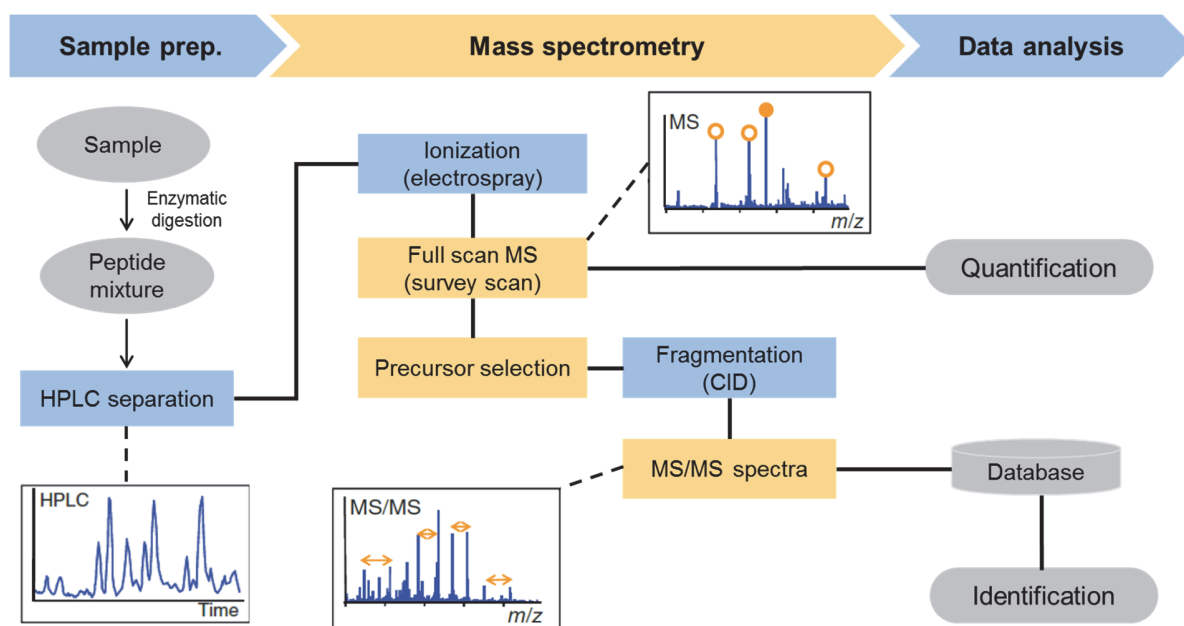 Sample prep.
Mass spectrometry
Data analysis
Sample
Enzymatic
digestion
Peptide
mixture
HPLC separation
HPLC
Time
Ionization
(electrospray)
MS
m/z
Full scan MS
(survey scan)
Quantification
Precursor selection
Fragmentation
(CID)
MS/MS spectra
MS/MS
m/z
Database
Identification